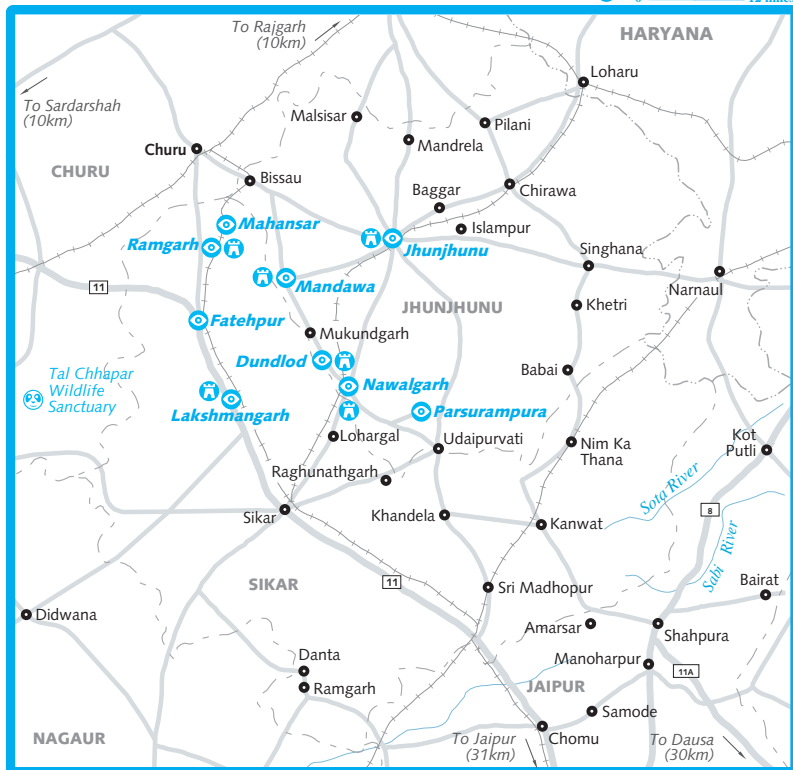 0
12 miles
To Rajgarh
(10km)
HARYANA
Loharu
To Sardarshah
(10km)
Malsisar
Pilani
Mandrela
Churu
CHURU
Bissau
Baggar
Chirawa
Mahansar
Islampur
Ramgarh
Jhunjhunu
Singhana
Narnaul
11
Mandawa
JHUNJHUNU
Khetri
Fatehpur
Mukundgarh
Dundlod
Babai
Tal Chhapar
Wildlife
Sanctuary
Nawalgarh
Lakshmangarh
Parsurampura
Lohargal
Udaipurvati
Nim Ka
Thana
Kot
Putli
Raghunathgarh
Sota River
Sikar
Khandela
Kanwat
8
Sabi River
SIKAR
11
Sri Madhopur
Bairat
Didwana
Amarsar
Shahpura
Danta
Manoharpur
11A
Ramgarh
JAIPUR
Samode
NAGAUR
Chomu
To Jaipur
(31km)
To Dausa
(30km)